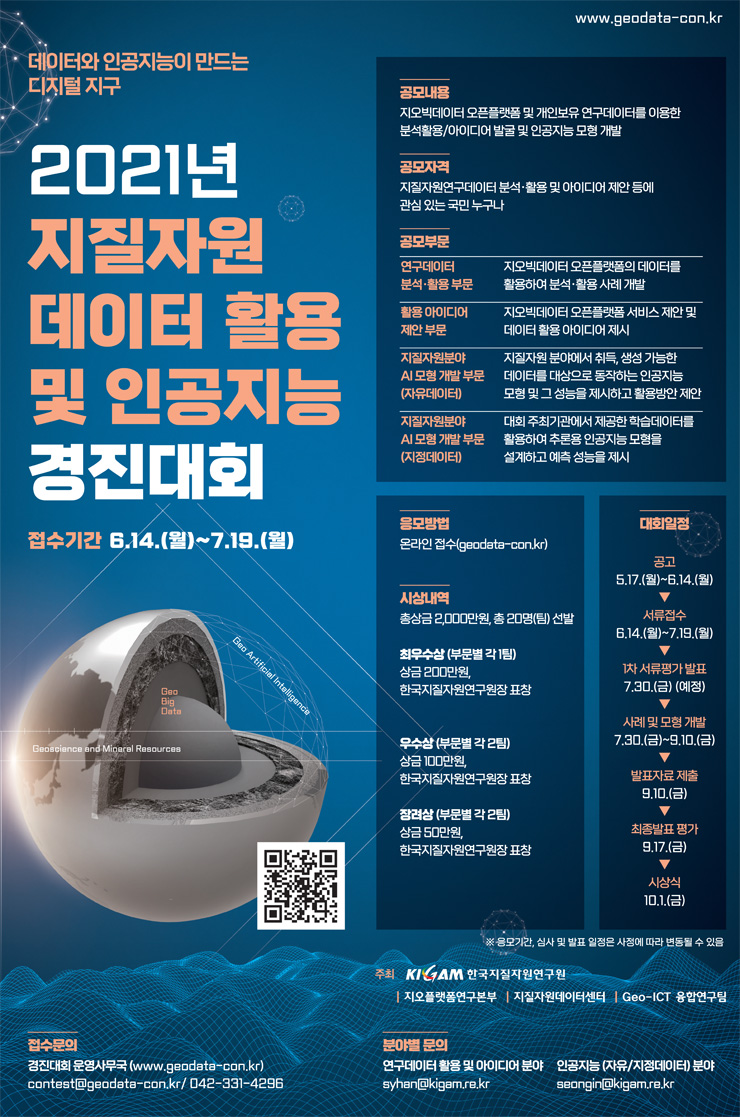 www.geodata-con.kr
데이터와 인공지능이 만드는
디지털 지구
2021년
지질자원
데이터 활용
및 인공지능
경진대회
접수기간 6.14.(월)~7.19.(월)
Geo Artificial Intelligence
Geo
Big
Data
Geoscience and Mineral Resources
공모내용
지오빅데이터 오픈플랫폼 및 개인보유 연구데이터를 이용한
분석활용/아이디어 발굴 및 인공지능 모형 개발
공모자격
지질자원연구데이터 분석·활용 및 아이디어 제안 등에
관심 있는 국민 누구나
공모부문
연구데이터
분석·활용 부문
지오빅데이터 오픈플랫폼의 데이터를
활용하여 분석·활용 사례 개발
활용 아이디어
제안 부문
지오빅데이터 오픈플랫폼 서비스 제안 및
데이터 활용 아이디어 제시
지질자원분야
AI 모형 개발 부문
(자유데이터)
지질자원 분야에서 취득, 생성 가능한
데이터를 대상으로 동작하는 인공지능
모형 및 그 성능을 제시하고 활용방안 제안
지질자원분야
AI 모형 개발 부문
(지정데이터)
대회 주최기관에서 제공한 학습데이터를
활용하여 추론용 인공지능 모형을
설계하고 예측 성능을 제시
응모방법
온라인 접수(geodata-con.kr)
시상내역
총상금 2,000만원, 총 20명(팀) 선발
최우수상 (부문별 각 1팀)
상금 200만원,
한국지질자원연구원장 표창
우수상 (부문별 각 2팀)
상금 100만원,
한국지질자원연구원장 표창
장려상 (부문별 각 2팀)
상금 50만원,
한국지질자원연구원장 표창
대회일정
공고
5.17.(월)~6.14.(월)
▼
서류접수
6.14.(월)~7.19.(월)
▼
1차 서류평가 발표
7.30.(금) (예정)
▼
사례 및 모형 개발
7.30.(금)~9.10.(금)
▼
발표자료 제출
9.10.(금)
▼
최종발표 평가
9.17.(금)
▼
시상식
10.1.(금)
※ 응모기간, 심사 및 발표 일정은 사정에 따라 변동될 수 있음
주최 KIGAM 한국지질자원연구원
| 지오플랫폼연구본부 | 지질자원데이터센터 | Geo-ICT 융합연구팀
접수문의
경진대회 운영사무국 (www.geodata-con.kr)
contest@geodata-con.kr/ 042-331-4296
분야별 문의
연구데이터 활용 및 아이디어 분야
syhan@kigam.re.kr
인공지능 (자유/지정데이터) 분야
seongin@kigam.re.kr